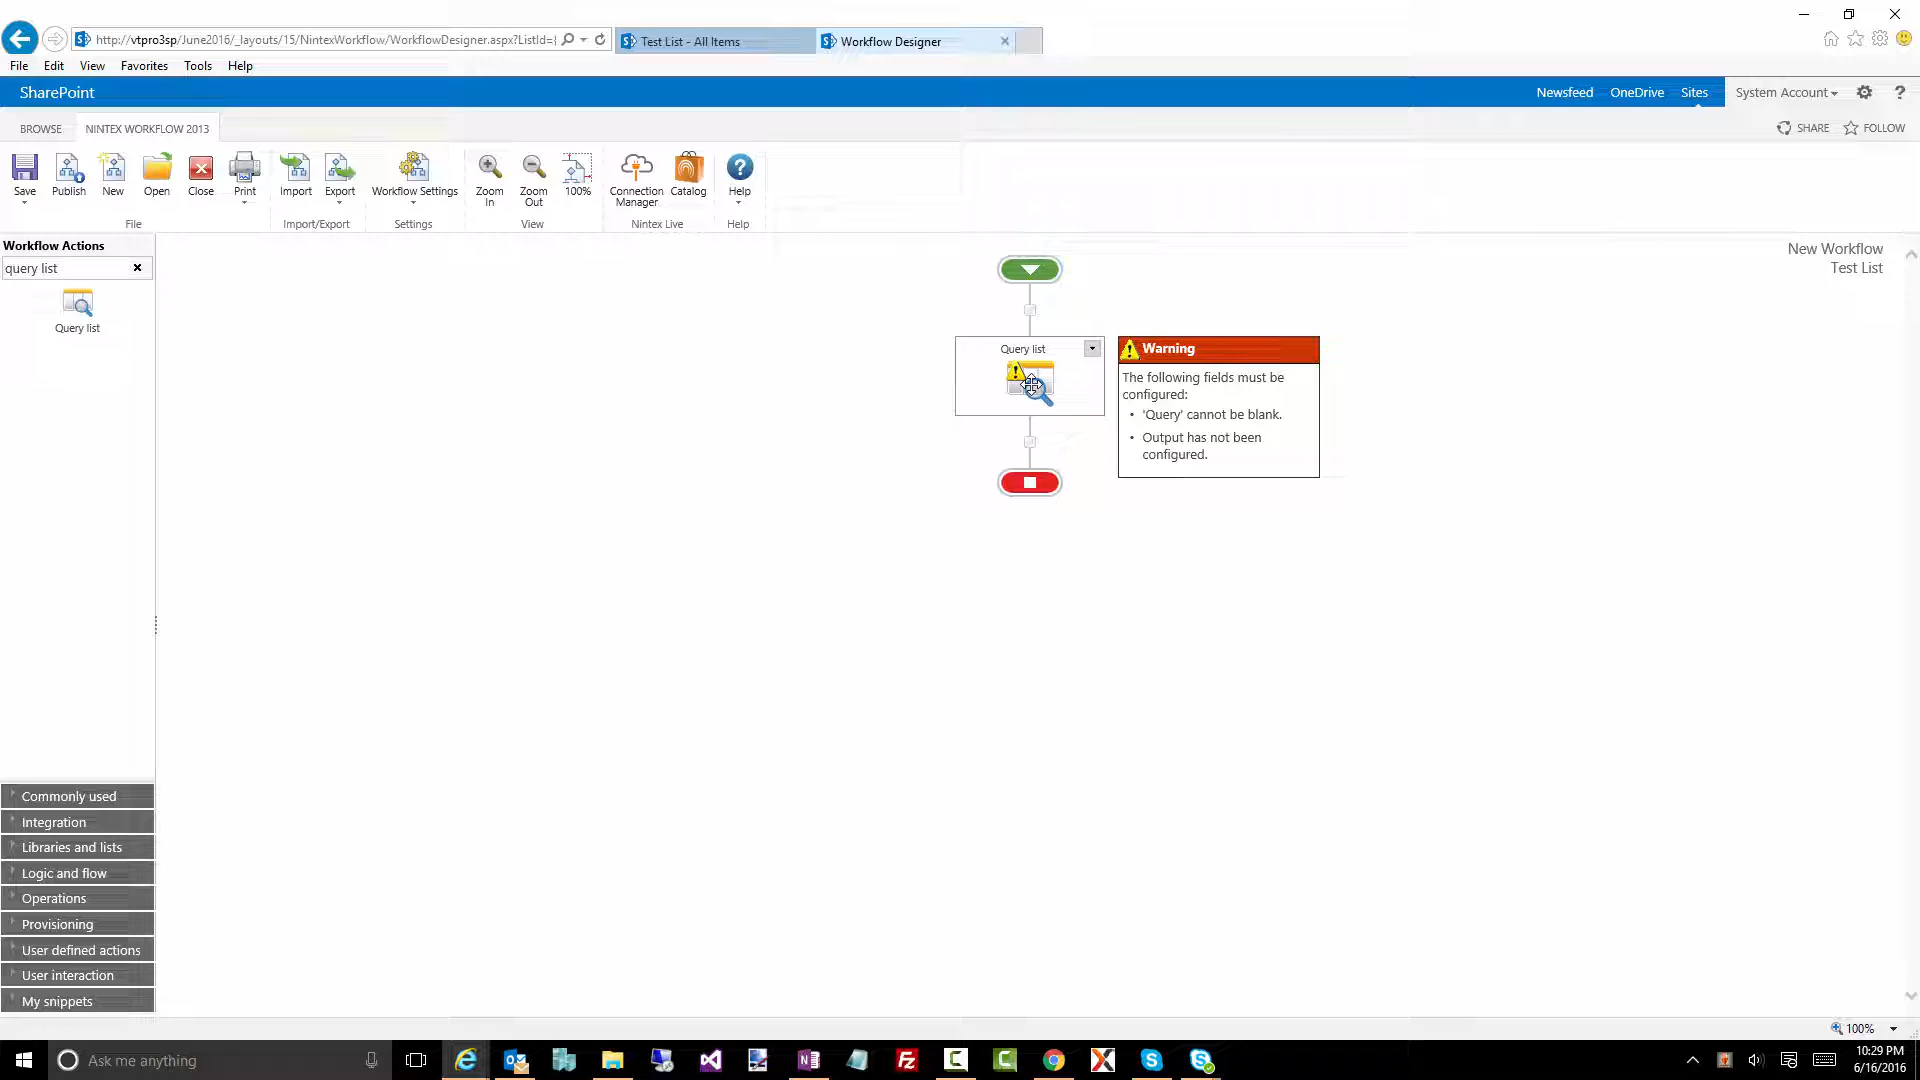 http://vtpro3sp/June2016/_layouts/15/NintexWorkflow/WorkflowDesigner.aspx?ListId={
Test List - All Items
Workflow Designer
File Edit View Favorites Tools Help
SharePoint
Newsfeed OneDrive Sites System Account ?
BROWSE NINTEX WORKFLOW 2013
SHARE FOLLOW
Save Publish New Open Close Print Import Export Workflow Settings Zoom In Zoom Out 100% Connection Manager Catalog Help
File Import/Export Settings View Nintex Live Help
Workflow Actions
query list
Query list
New Workflow
Test List
Query list
Warning
The following fields must be
configured:
• 'Query' cannot be blank.
• Output has not been
configured.
Commonly used
Integration
Libraries and lists
Logic and flow
Operations
Provisioning
User defined actions
User interaction
My snippets
100%
Ask me anything
10:29 PM
6/16/2016